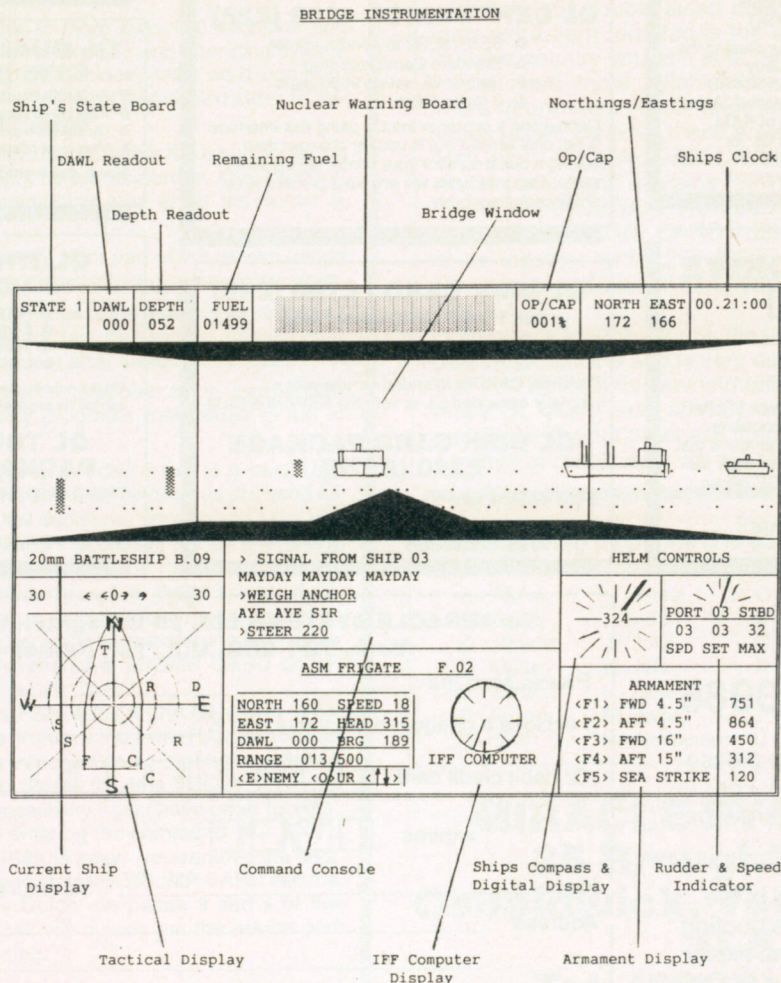 BRIDGE INSTRUMENTATION
Ship's State Board Nuclear Warning Board Northings/Eastings
DAWL Readout Remaining Fuel Op/Cap Ships Clock
Depth Readout Bridge Window
STATE 1 DAWL DEPTH FUEL OP/CAP NORTH EAST 00.21:00
000 052 01499 001% 172 166
20mm BATTLESHIP B.09
30 ← ←0→ → 30
N
T
W R D E
S
S R
F C
C
S
> SIGNAL FROM SHIP 03
MAYDAY MAYDAY MAYDAY
>WEIGH ANCHOR
AYE AYE SIR
>STEER 220
ASM FRIGATE F.02
NORTH 160 SPEED 18
EAST 172 HEAD 315
DAWL 000 BRG 189
RANGE 013,500
<E>NEMY <O>UR <↑↓>
IFF COMPUTER
HELM CONTROLS
324
PORT 03 STBD
03 03 32
SPD SET MAX
ARMAMENT
<F1> FWD 4.5" 751
<F2> AFT 4.5" 864
<F3> FWD 16" 450
<F4> AFT 15" 312
<F5> SEA STRIKE 120
Current Ship Display
Command Console
Ships Compass & Digital Display
Rudder & Speed Indicator
Tactical Display
IFF Computer Display
Armament Display